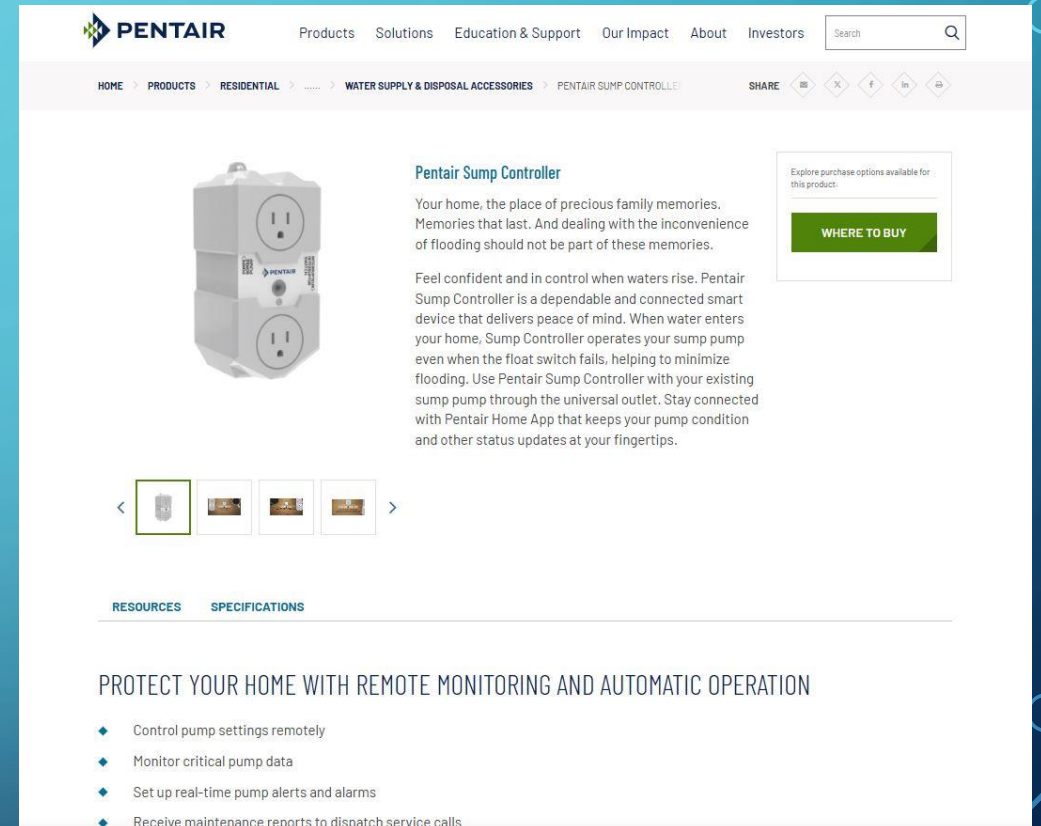 PENTAIR
Products Solutions Education & Support Our Impact About Investors Search
HOME PRODUCTS RESIDENTIAL ...... WATER SUPPLY & DISPOSAL ACCESSORIES PENTAIR SUMP CONTROLLE
SHARE
Pentair Sump Controller
Your home, the place of precious family memories.
Memories that last. And dealing with the inconvenience
of flooding should not be part of these memories.
Feel confident and in control when waters rise. Pentair
Sump Controller is a dependable and connected smart
device that delivers peace of mind. When water enters
your home, Sump Controller operates your sump pump
even when the float switch fails, helping to minimize
flooding. Use Pentair Sump Controller with your existing
sump pump through the universal outlet. Stay connected
with Pentair Home App that keeps your pump condition
and other status updates at your fingertips.
Explore purchase options available for
this product.
WHERE TO BUY
PENTAIR
RESOURCES SPECIFICATIONS
PROTECT YOUR HOME WITH REMOTE MONITORING AND AUTOMATIC OPERATION
Control pump settings remotely
Monitor critical pump data
Set up real-time pump alerts and alarms
Receive maintenance reports to dispatch service calls